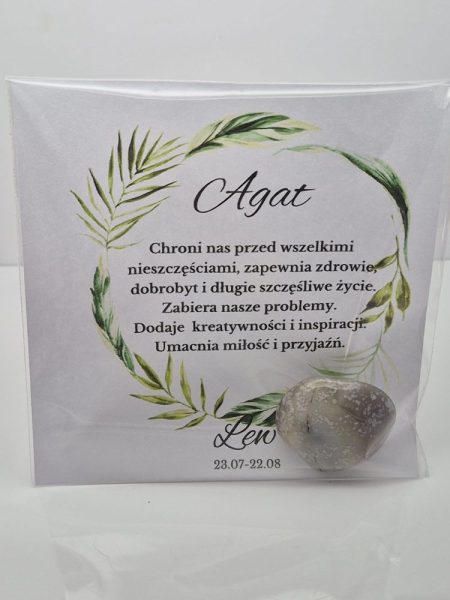 Agat
Chroni nas przed wszelkimi
nieszczęściami, zapewnia zdrowie,
dobrobyt i długie szczęśliwe życie.
Zabiera nasze problemy.
Dodaje kreatywności i inspiracji.
Umacnia miłość i przyjaźń.
Lew
23.07-22.08